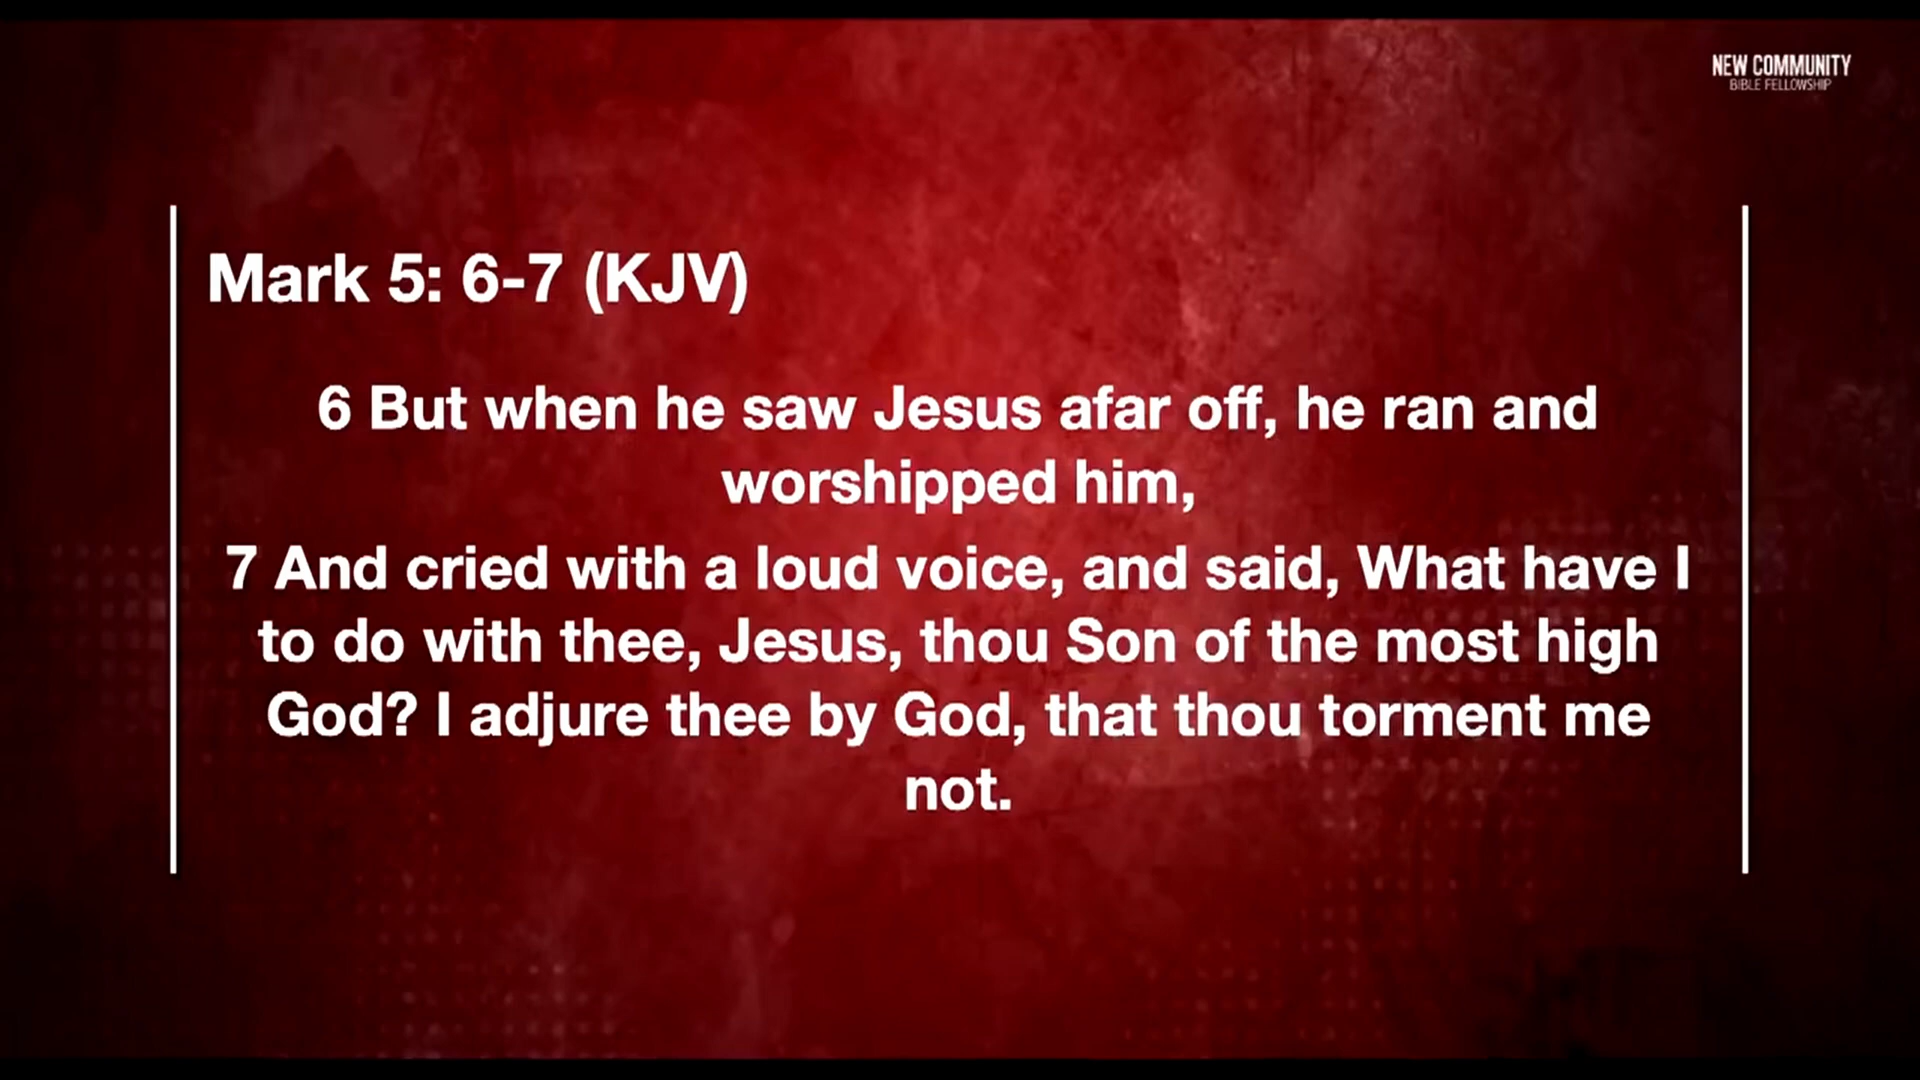 NEW COMMUNITY
BIBLE FELLOWSHIP
Mark 5: 6-7 (KJV)
6 But when he saw Jesus afar off, he ran and
worshipped him,
7 And cried with a loud voice, and said, What have I
to do with thee, Jesus, thou Son of the most high
God? I adjure thee by God, that thou torment me
not.